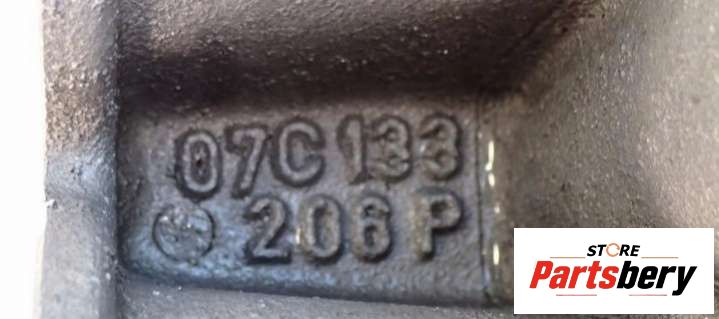 07C 133
206 P
STORE
Partsbery